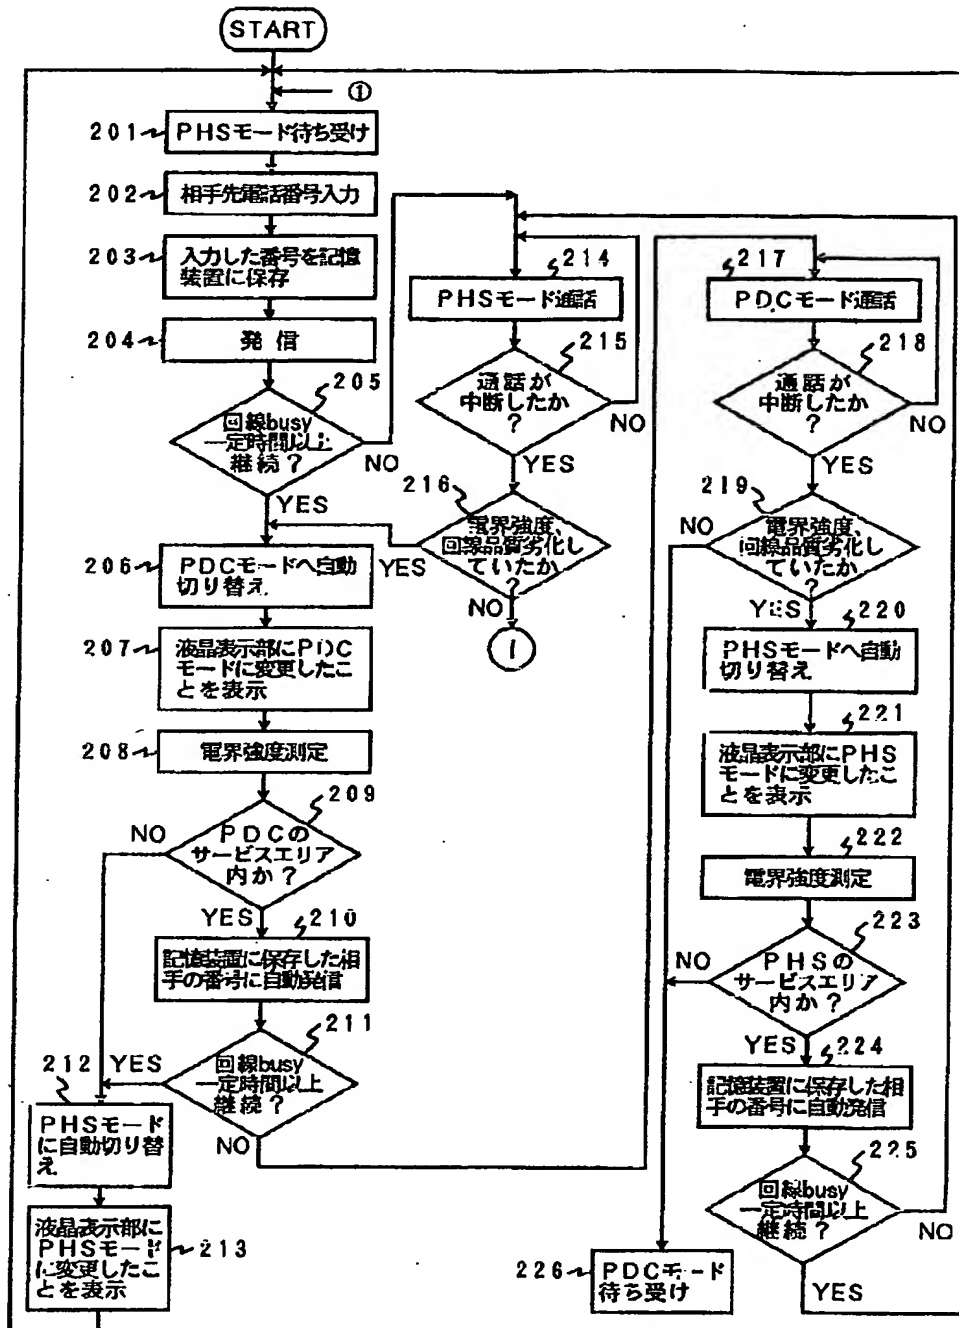 START
①
201
PHSモード待ち受け
202
相手先電話番号入力
203
入力した番号を記憶
装置に保存
204
発信
205
回線busy
一定時間以上
継続?
NO
YES
206
PDCモードへ自動
切り替え
207
液晶表示部にPDC
モードに変更したこ
とを表示
208
電界強度測定
209
PDCの
サービスエリア
内か?
NO
YES
210
記憶装置に保存した相
手の番号に自動発信
211
回線busy
一定時間以上
継続?
YES
NO
212
PHSモード
に自動切り替
え
213
液晶表示部に
PHSモード
に変更したこ
とを表示
214
PHSモード通話
215
通話が
中断したか
?
NO
YES
216
電界強度、
回線品質劣化し
ていたか
?
YES
NO
1
217
PDCモード通話
218
通話が
中断したか
?
NO
YES
219
電界強度、
回線品質劣化し
ていたか
?
NO
YES
220
PHSモードへ自動
切り替え
221
液晶表示部にPHS
モードに変更したこ
とを表示
222
電界強度測定
223
PHSの
サービスエリア
内か?
NO
YES
224
記憶装置に保存した相
手の番号に自動発信
225
回線busy
一定時間以上
継続?
NO
YES
226
PDCモード
待ち受け